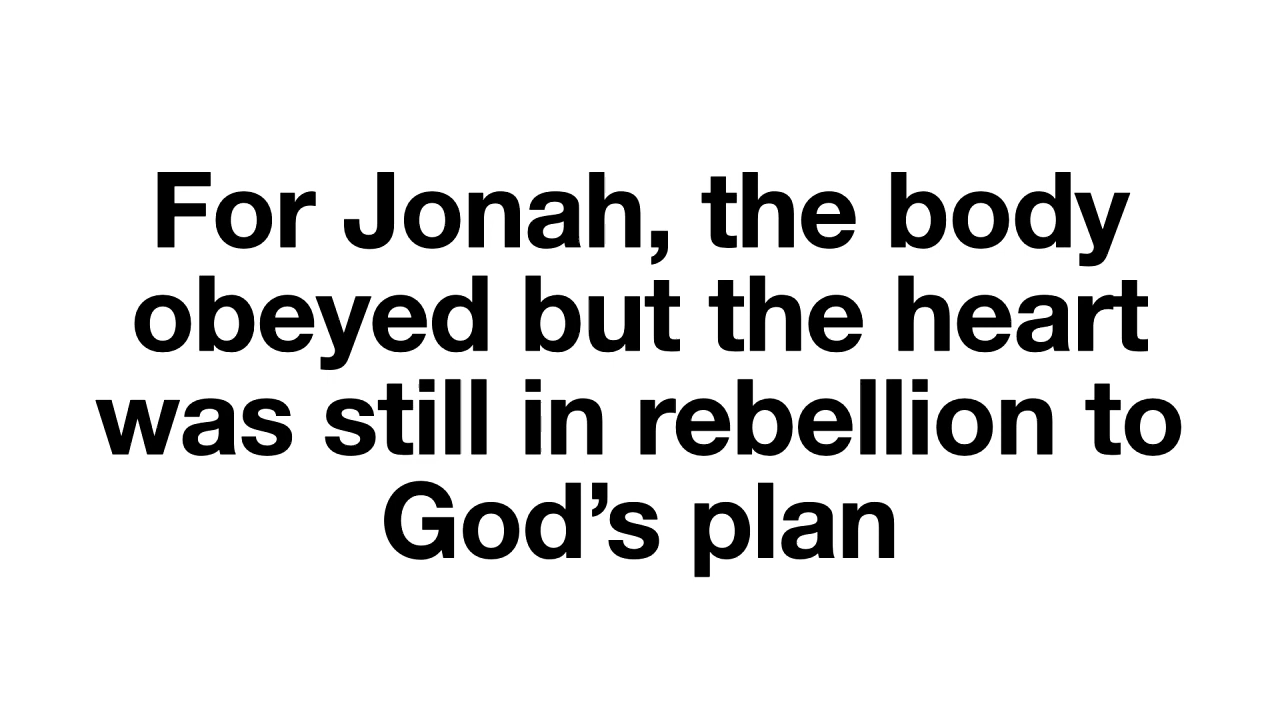 For Jonah, the body
obeyed but the heart
was still in rebellion to
God’s plan